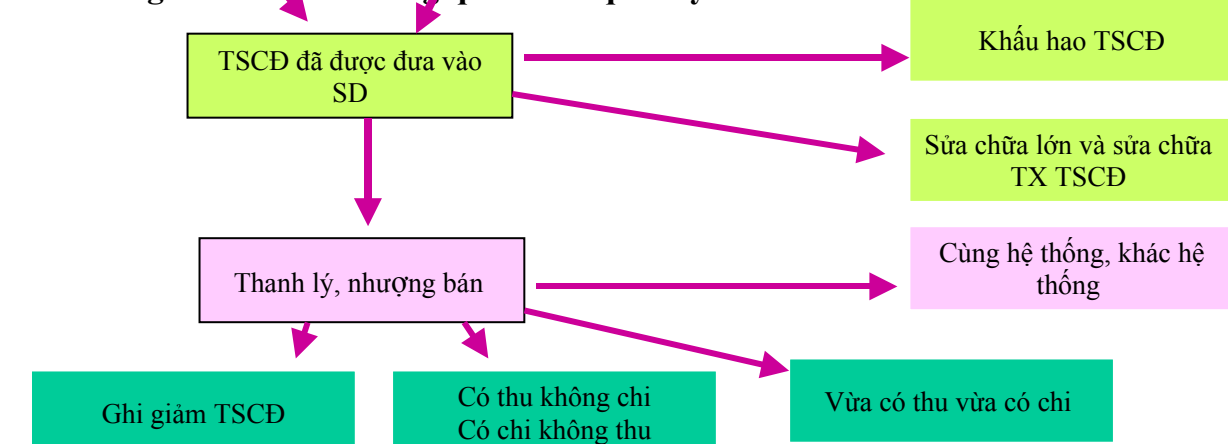 Khấu hao TSCĐ
TSCĐ đã được đưa vào
SD
Sửa chữa lớn và sửa chữa
TX TSCĐ
Cùng hệ thống, khác hệ
thống
Thanh lý, nhượng bán
Ghi giảm TSCĐ
Có thu không chi
Có chi không thu
Vừa có thu vừa có chi